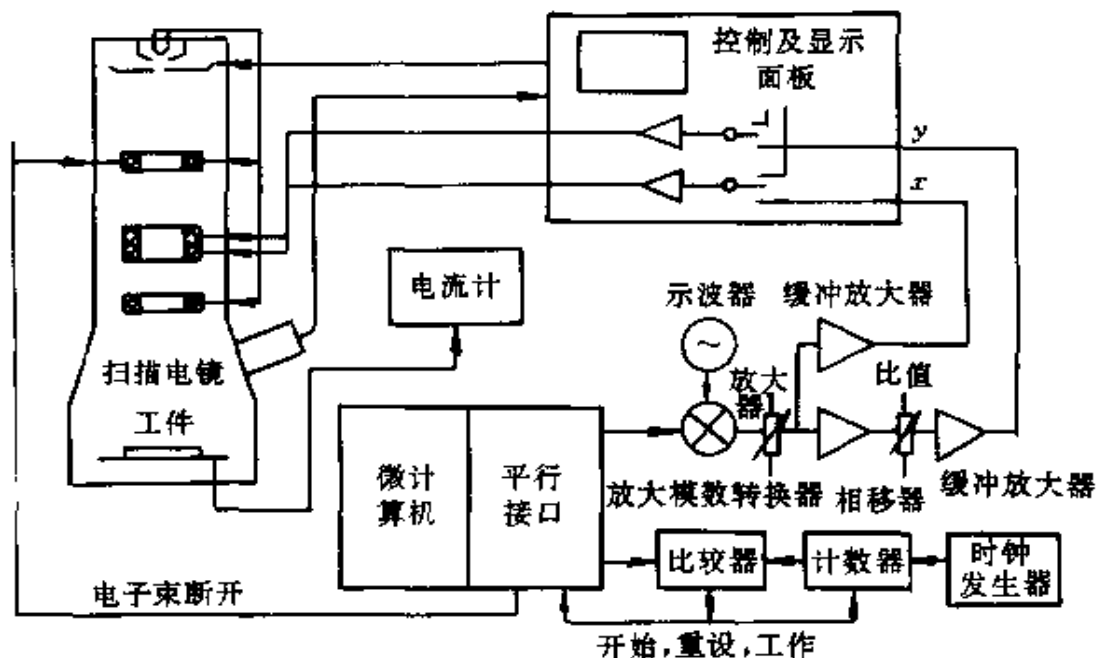 控制及显示
面板
y
x
电流计
示波器
缓冲放大器
扫描电镜
工件
放大
器
比值
微计
算机
平行
接口
放大模数转换器
相移器
缓冲放大器
比较器
计数器
时钟
发生器
电子束断开
开始,重设,工作